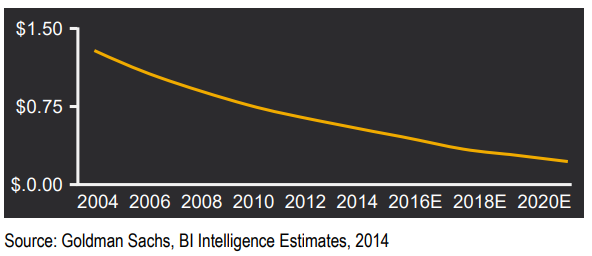 $1.50
$0.75
$.0.00
2004 2006 2008 2010 2012 2014 2016E 2018E 2020E
Source: Goldman Sachs, BI Intelligence Estimates, 2014